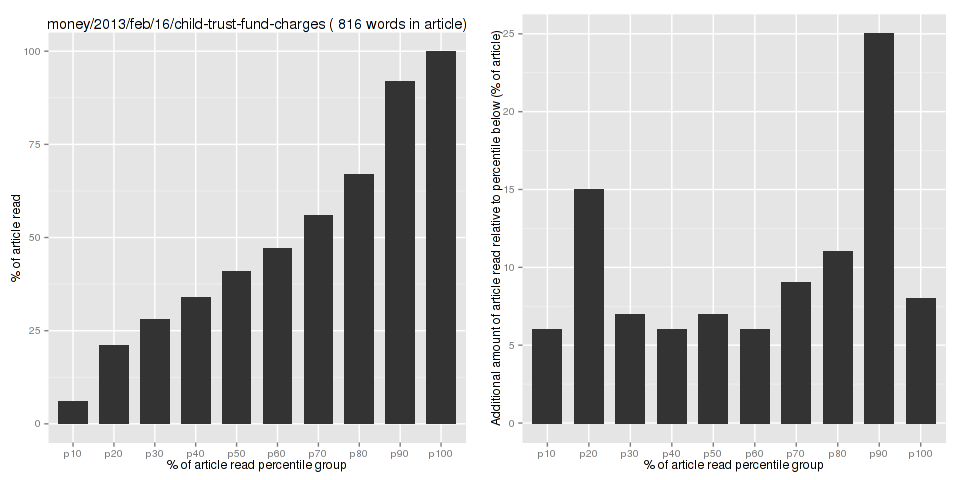 money/2013/feb/16/child-trust-fund-charges ( 816 words in article)
% of article read
100
75
50
25
0
p10 p20 p30 p40 p50 p60 p70 p80 p90 p100
% of article read percentile group
Additional amount of article read relative to percentile below (% of article)
25
20
15
10
5
0
p10 p20 p30 p40 p50 p60 p70 p80 p90 p100
% of article read percentile group